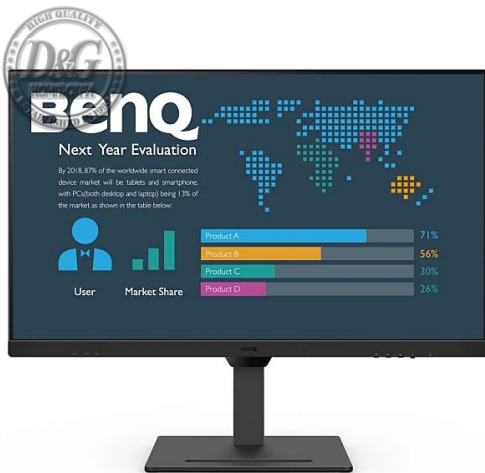 HIGH QUALITY
D&G
BenQ
Next Year Evaluation
By 2018, 87% of the worldwide smart connected
device market will be tablets and smartphone,
with PCs(both desktop and laptop) being 13% of
the market as shown in the table below:
Product A 71%
Product B 56%
Product C 30%
Product D 26%
User Market Share
BenQ